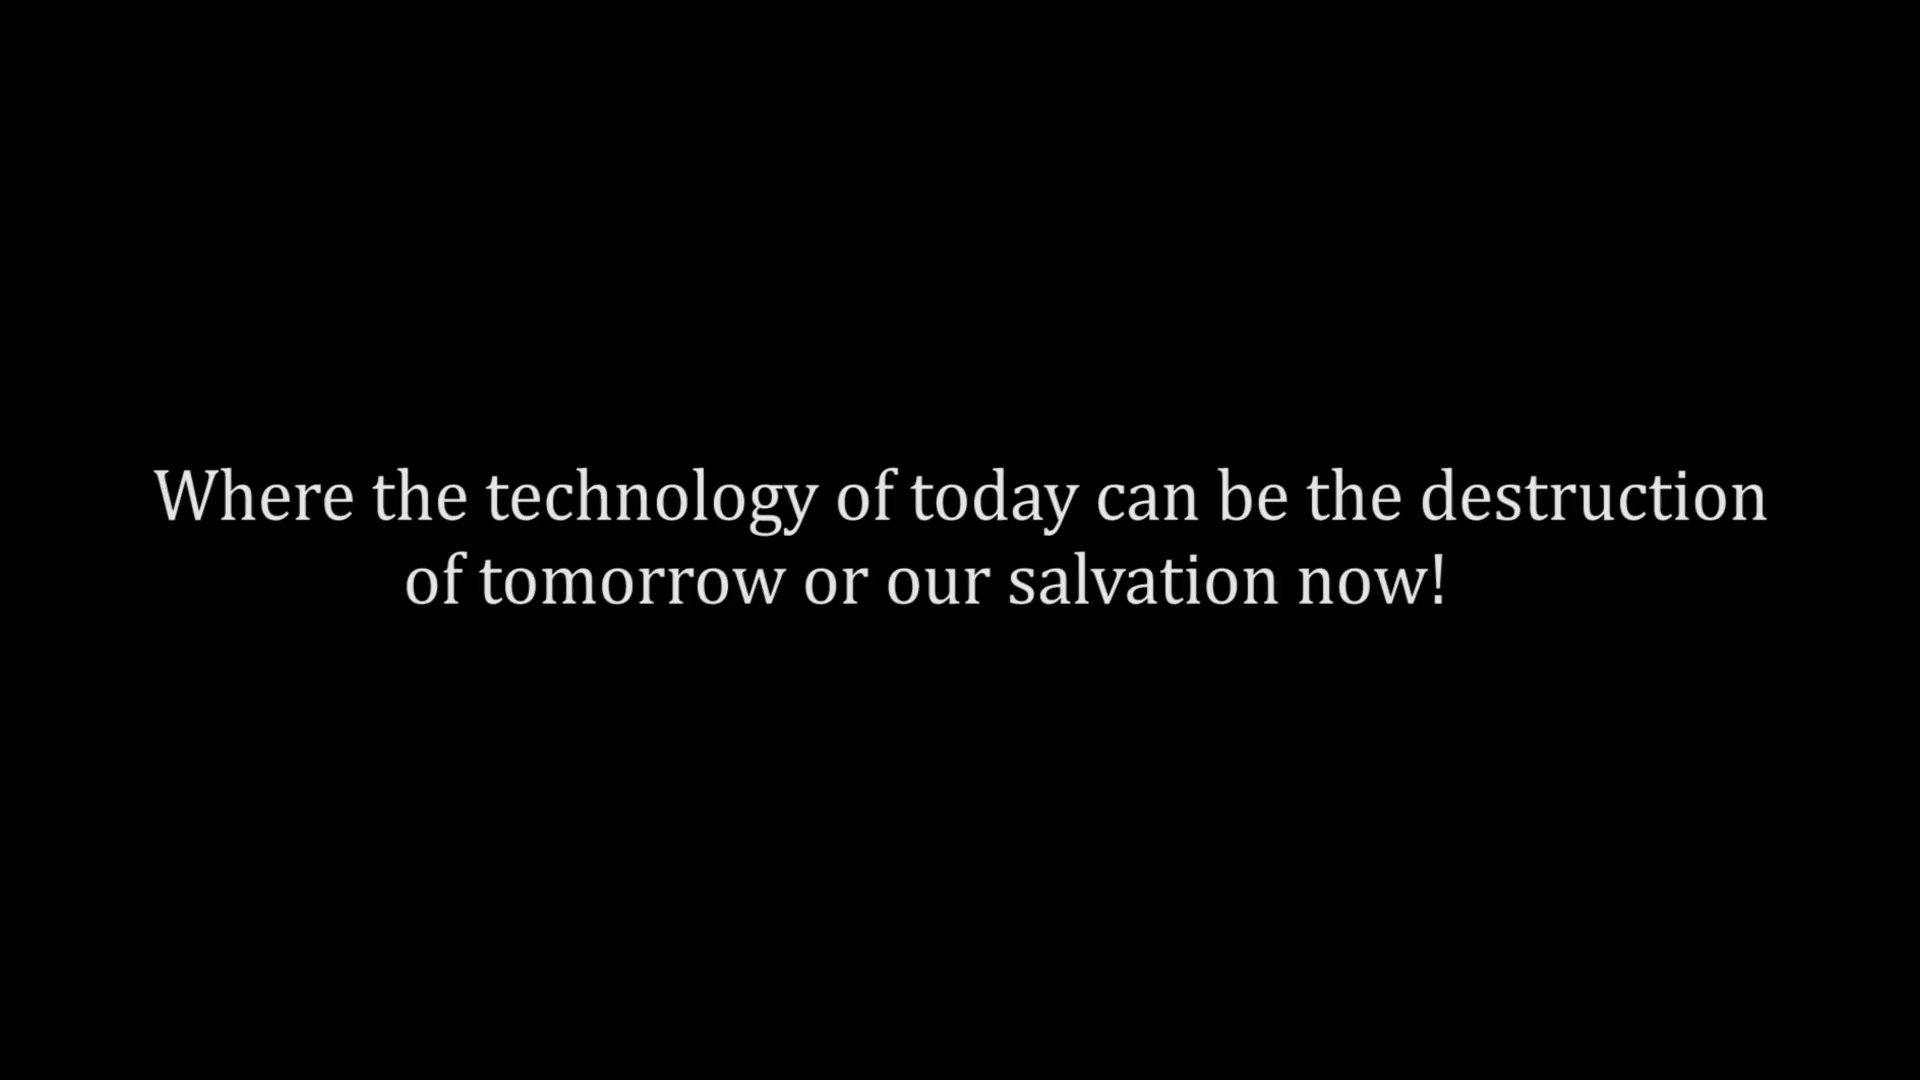 Where the technology of today can be the destruction
of tomorrow or our salvation now!